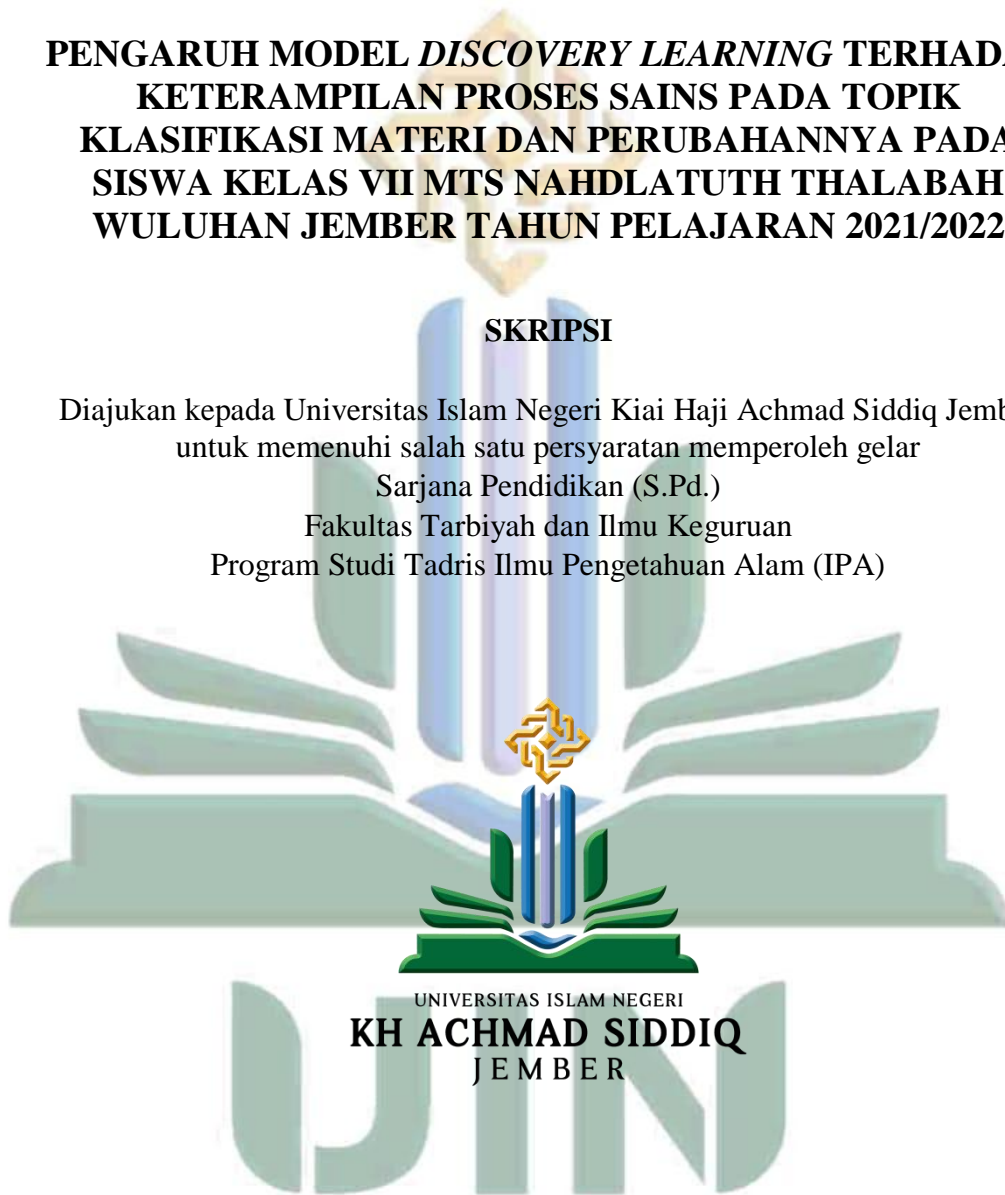 PENGARUH MODEL DISCOVERY LEARNING TERHADA
KETERAMPILAN PROSES SAINS PADA TOPIK
KLASIFIKASI MATERI DAN PERUBAHANNYA PADA
SISWA KELAS VII MTS NAHDLATUTH THALABAH
WULUHAN JEMBER TAHUN PELAJARAN 2021/2022
SKRIPSI
Diajukan kepada Universitas Islam Negeri Kiai Haji Achmad Siddiq Jemb
untuk memenuhi salah satu persyaratan memperoleh gelar
Sarjana Pendidikan (S.Pd.)
Fakultas Tarbiyah dan Ilmu Keguruan
Program Studi Tadris Ilmu Pengetahuan Alam (IPA)
UNIVERSITAS ISLAM NEGERI
KH ACHMAD SIDDIQ
JEMBER
UIN